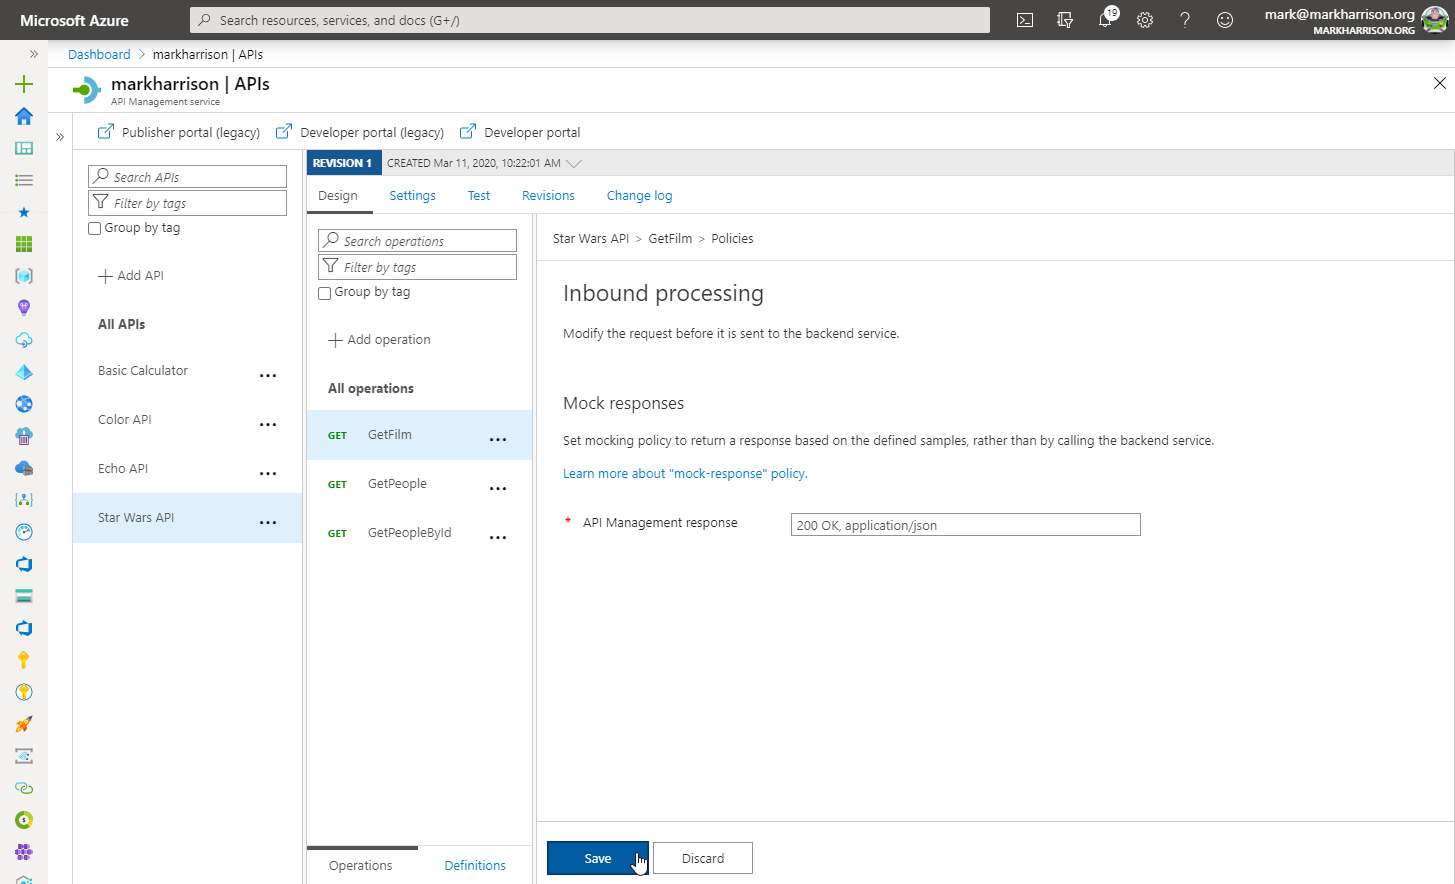 Microsoft Azure
Search resources, services, and docs (G+/)
19
mark@markharrison.org
MARKHARRISON.ORG
Dashboard > markharrison | APIs
markharrison | APIs
API Management service
Publisher portal (legacy)
Developer portal (legacy)
Developer portal
Search APIs
Filter by tags
Group by tag
Add API
All APIs
Basic Calculator
Color API
Echo API
Star Wars API
REVISION 1
CREATED Mar 11, 2020, 10:22:01 AM
Design
Settings
Test
Revisions
Change log
Search operations
Filter by tags
Group by tag
Add operation
All operations
GET GetFilm
GET GetPeople
GET GetPeopleById
Operations
Definitions
Star Wars API > GetFilm > Policies
Inbound processing
Modify the request before it is sent to the backend service.
Mock responses
Set mocking policy to return a response based on the defined samples, rather than by calling the backend service.
Learn more about "mock-response" policy.
* API Management response
200 OK, application/json
Save
Discard